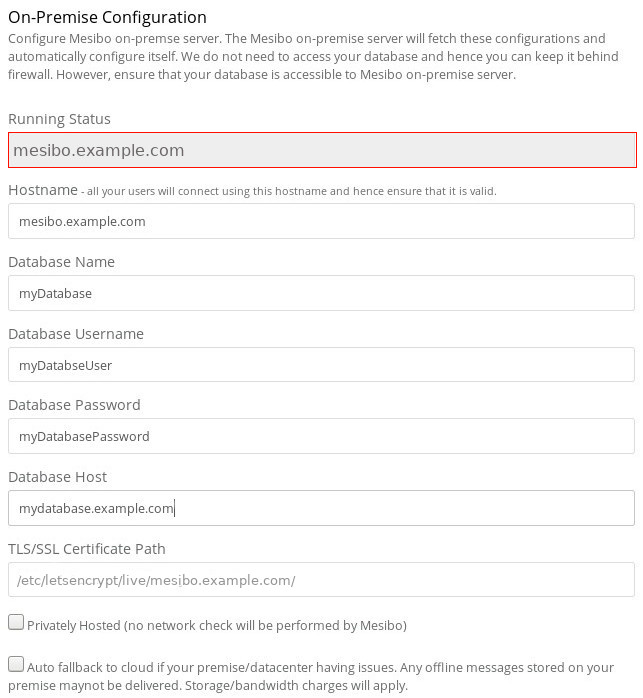 On-Premise Configuration
Configure Mesibo on-premse server. The Mesibo on-premise server will fetch these configurations and
automatically configure itself. We do not need to access your database and hence you can keep it behind
firewall. However, ensure that your database is accessible to Mesibo on-premise server.
Running Status
mesibo.example.com
Hostname - all your users will connect using this hostname and hence ensure that it is valid.
mesibo.example.com
Database Name
myDatabase
Database Username
myDatabseUser
Database Password
myDatabasePassword
Database Host
mydatabase.example.com
TLS/SSL Certificate Path
/etc/letsencrypt/live/mesibo.example.com/
Privately Hosted (no network check will be performed by Mesibo)
Auto fallback to cloud if your premise/datacenter having issues. Any offline messages stored on your
premise maynot be delivered. Storage/bandwidth charges will apply.